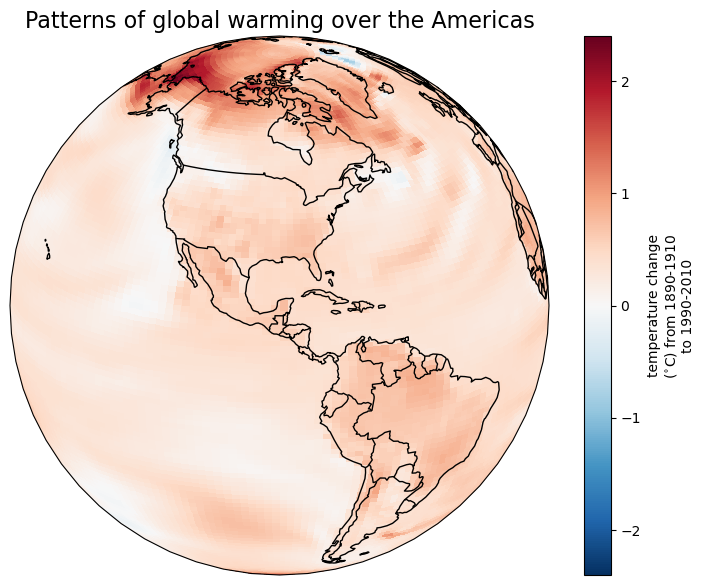 Patterns of global warming over the Americas
2
1
0
−1
−2
temperature change
(°C) from 1890-1910
to 1990-2010